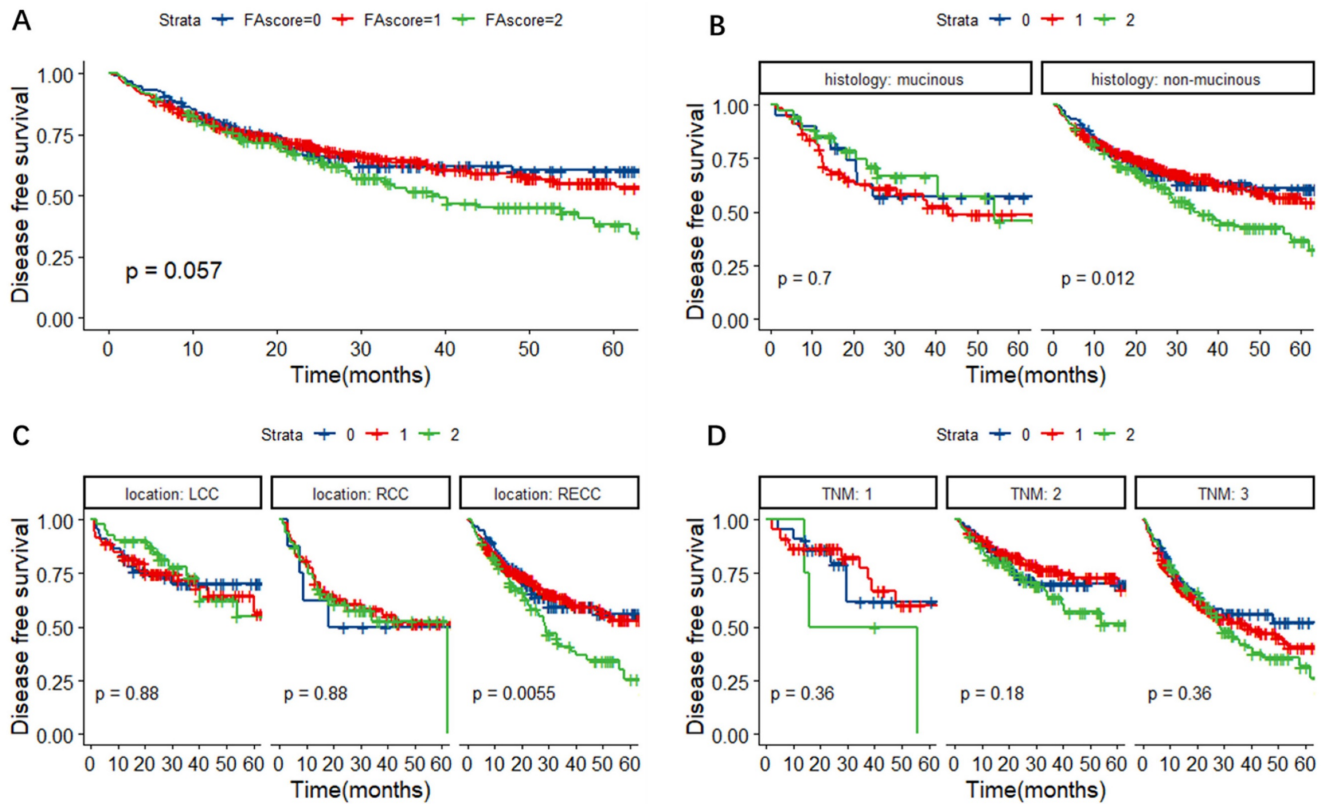 A
Strata FAscore=0 FAscore=1 FAscore=2
Disease free survival
1.00
0.75
0.50
0.25
0.00
p = 0.057
0 10 20 30 40 50 60
Time(months)
B
Strata 0 1 2
histology: mucinous histology: non-mucinous
Disease free survival
1.00
0.75
0.50
0.25
0.00
p = 0.7 p = 0.012
0 10 20 30 40 50 60 0 10 20 30 40 50 60
Time(months)
C
Strata 0 1 2
location: LCC location: RCC location: RECC
Disease free survival
1.00
0.75
0.50
0.25
0.00
p = 0.88 p = 0.88 p = 0.0055
0 10 20 30 40 50 60 0 10 20 30 40 50 60 0 10 20 30 40 50 60
Time(months)
D
Strata 0 1 2
TNM: 1 TNM: 2 TNM: 3
Disease free survival
1.00
0.75
0.50
0.25
0.00
p = 0.36 p = 0.18 p = 0.36
0 10 20 30 40 50 60 0 10 20 30 40 50 60 0 10 20 30 40 50 60
Time(months)